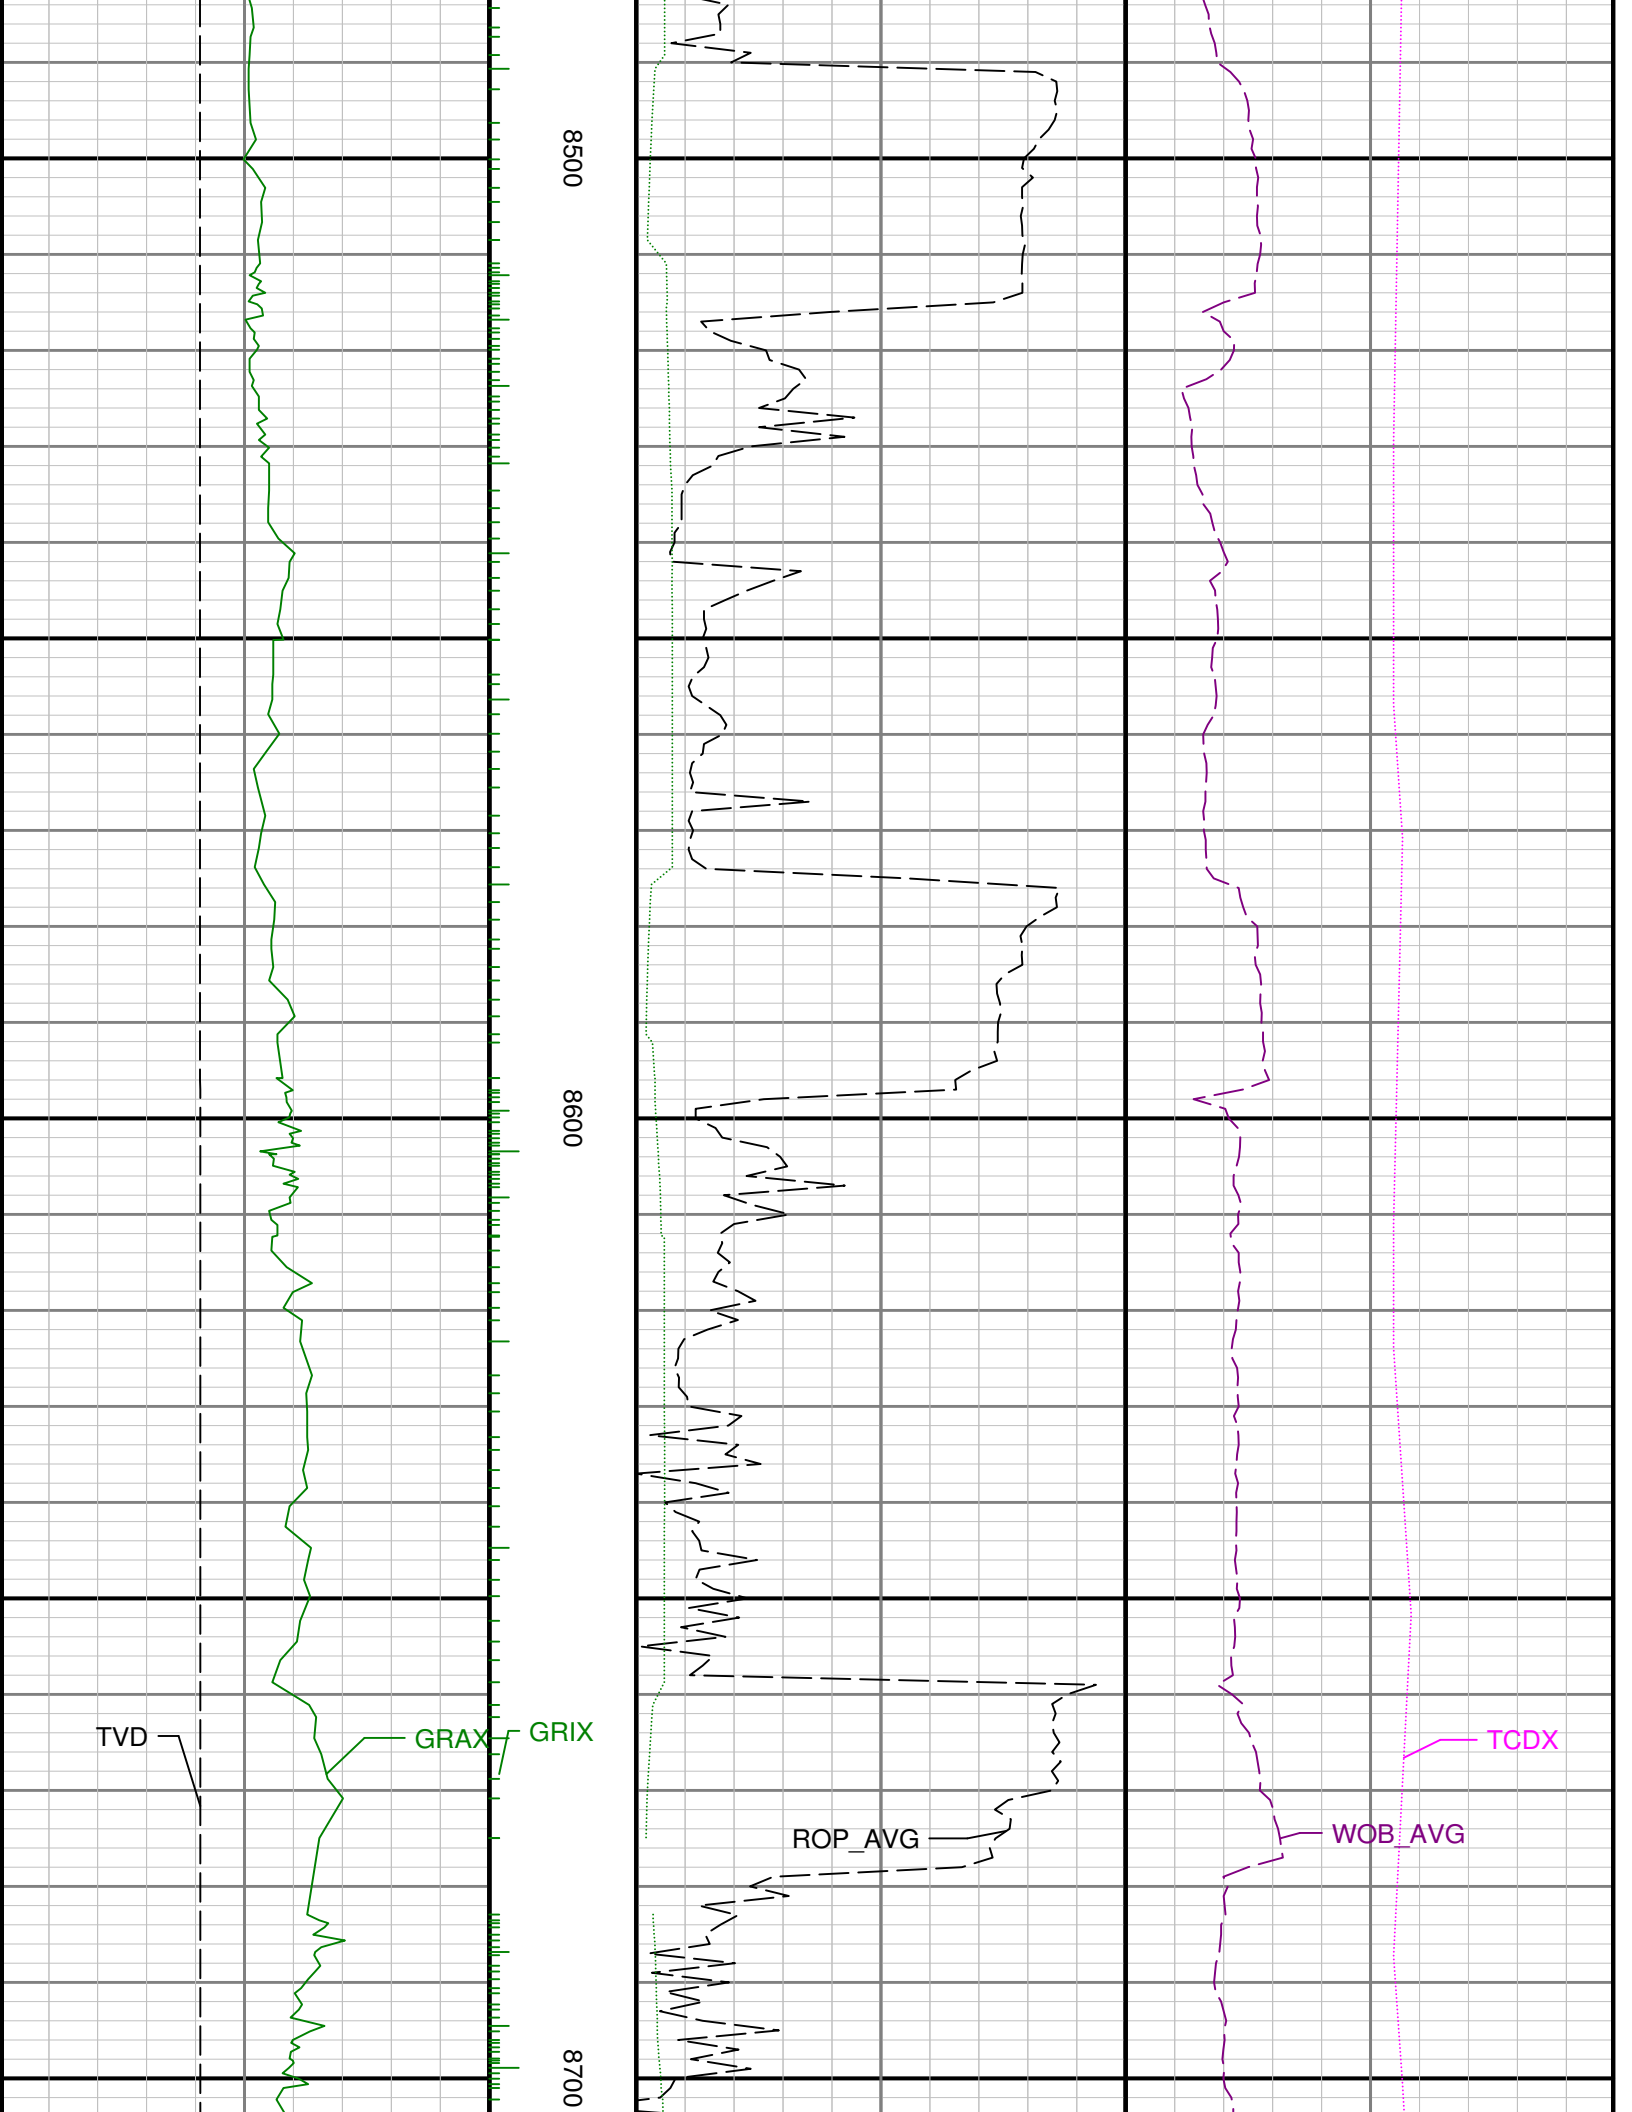 8500
8600
TVD
GRAX
GRIX
TCDX
ROP_AVG
WOB_AVG
8700